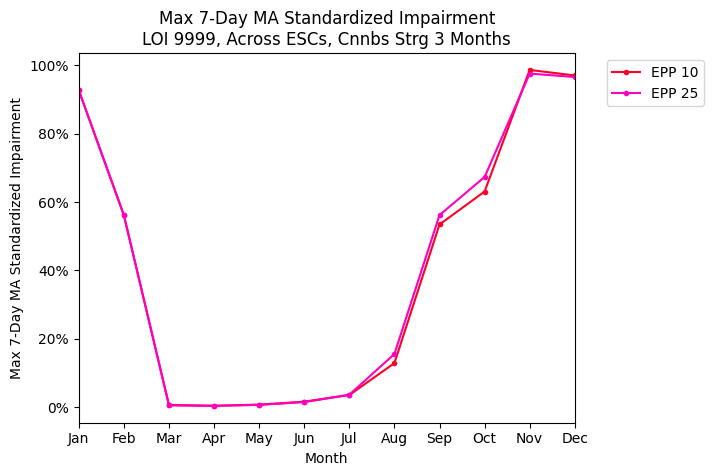 Max 7-Day MA Standardized Impairment
LOI 9999, Across ESCs, Cnnbs Strg 3 Months
Max 7-Day MA Standardized Impairment
100%
80%
60%
40%
20%
0%
Jan Feb Mar Apr May Jun Jul Aug Sep Oct Nov Dec
Month
EPP 10
EPP 25